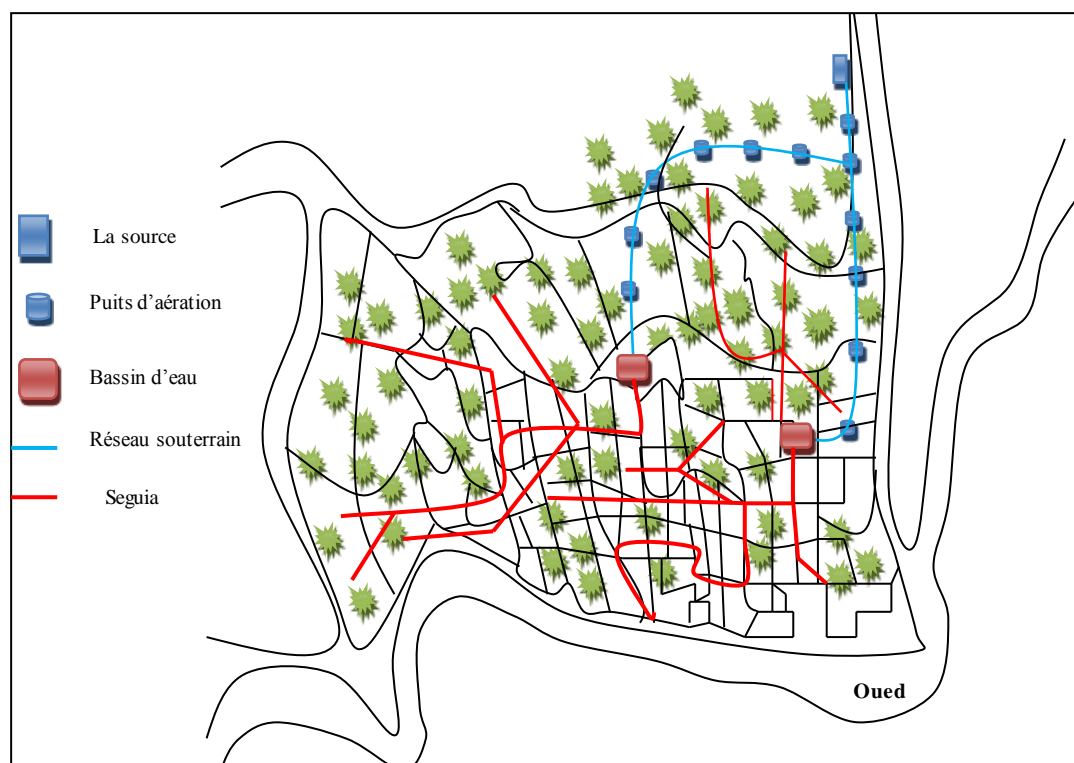 La source
Puits d'aération
Bassin d'eau
Réseau souterrain
Seguia
Oued